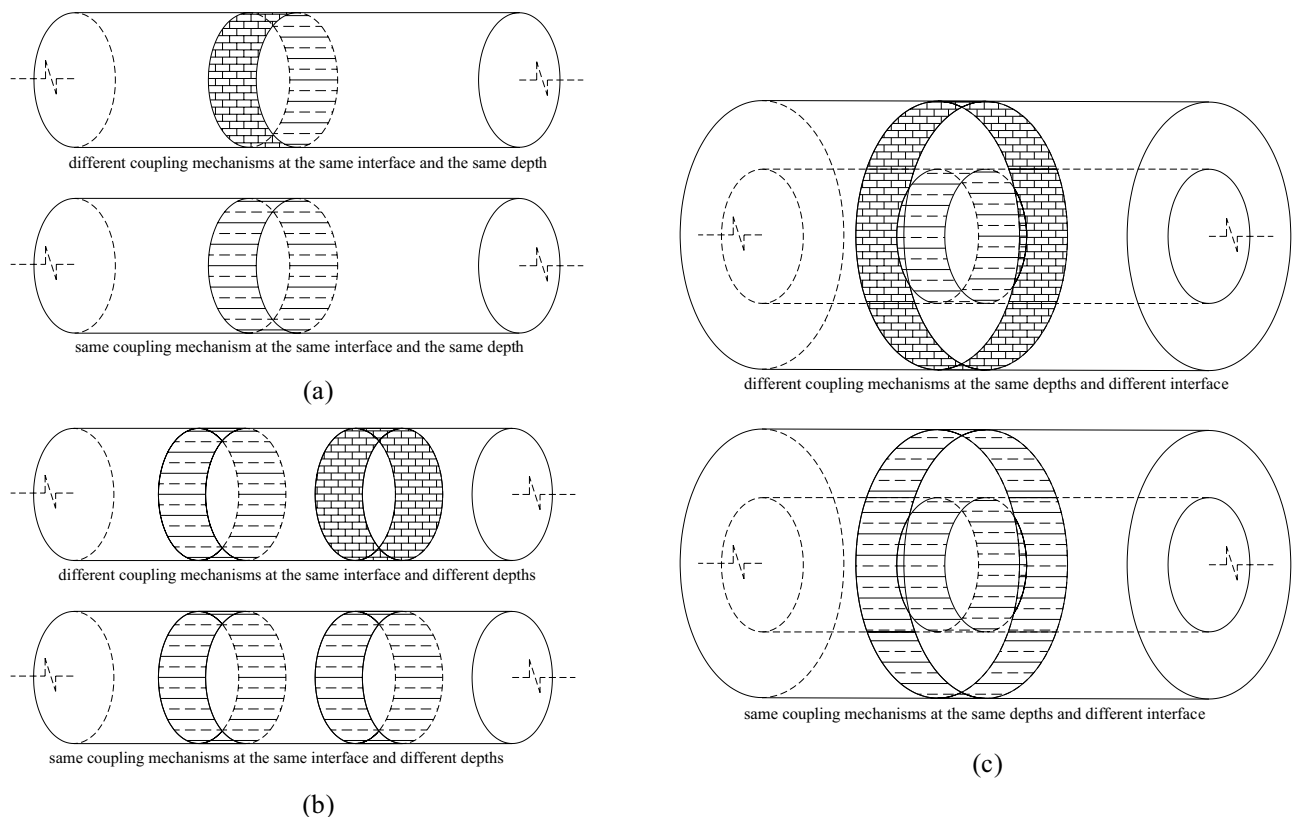 different coupling mechanisms at the same interface and the same depth
same coupling mechanism at the same interface and the same depth
(a)
different coupling mechanisms at the same interface and different depths
same coupling mechanisms at the same interface and different depths
(b)
different coupling mechanisms at the same depths and different interface
same coupling mechanisms at the same depths and different interface
(c)